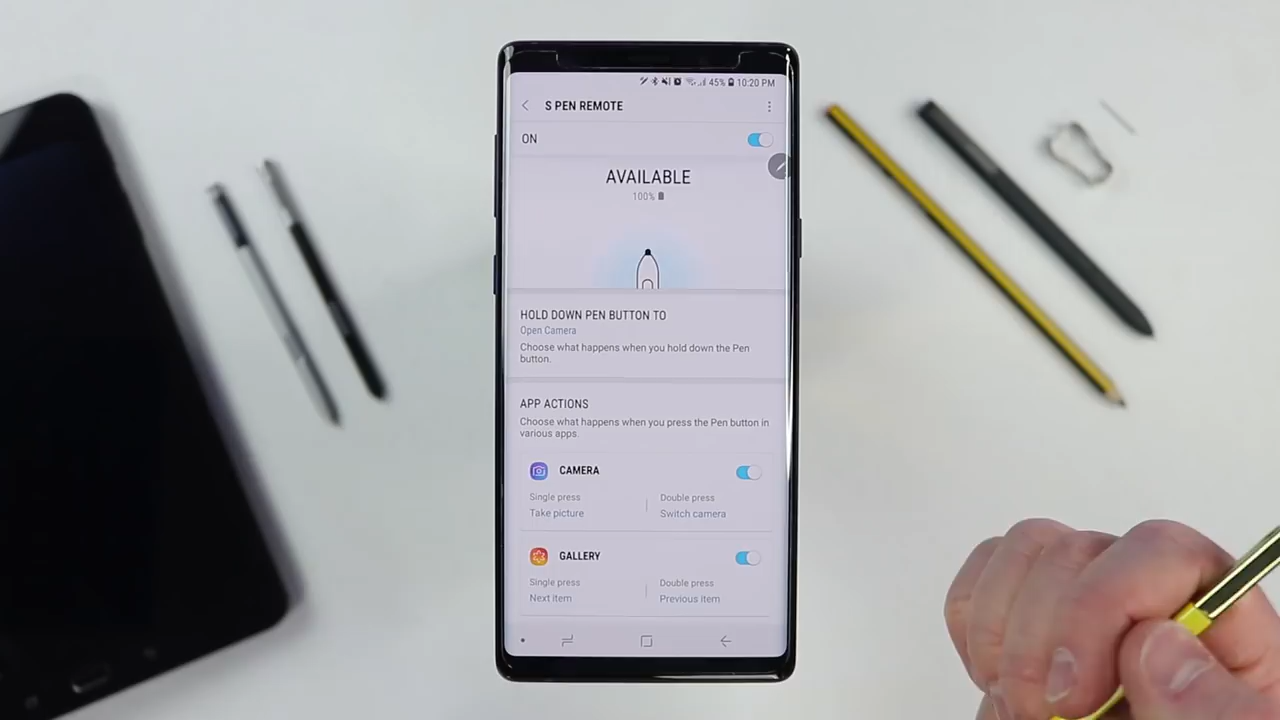 45% 10:20 PM
S PEN REMOTE
ON
AVAILABLE
100%
HOLD DOWN PEN BUTTON TO
Open Camera
Choose what happens when you hold down the Pen
button.
APP ACTIONS
Choose what happens when you press the Pen button in
various apps.
CAMERA
Single press
Double press
Take picture
Switch camera
GALLERY
Single press
Double press
Next item
Previous item